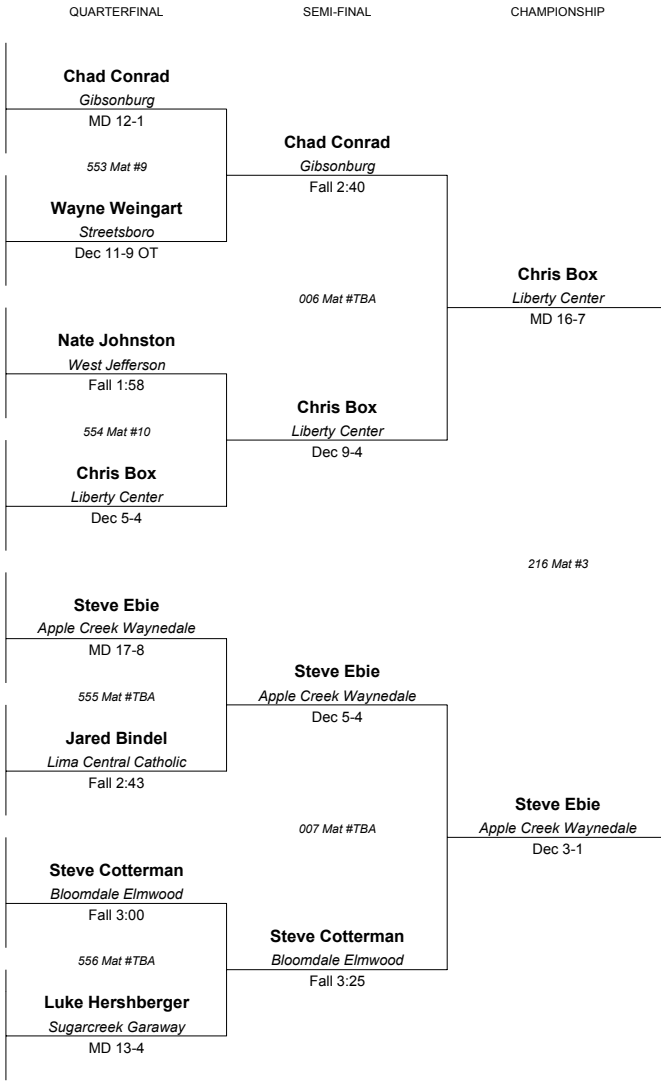 QUARTERFINAL SEMI-FINAL CHAMPIONSHIP
Chad Conrad
Gibsonburg
MD 12-1
553 Mat #9
Wayne Weingart
Streetsboro
Dec 11-9 OT
Chad Conrad
Gibsonburg
Fall 2:40
006 Mat #TBA
Nate Johnston
West Jefferson
Fall 1:58
554 Mat #10
Chris Box
Liberty Center
Dec 5-4
Chris Box
Liberty Center
Dec 9-4
Chris Box
Liberty Center
MD 16-7
216 Mat #3
Steve Ebie
Apple Creek Waynedale
MD 17-8
555 Mat #TBA
Jared Bindel
Lima Central Catholic
Fall 2:43
Steve Ebie
Apple Creek Waynedale
Dec 5-4
007 Mat #TBA
Steve Cotterman
Bloomdale Elmwood
Fall 3:00
556 Mat #TBA
Luke Hershberger
Sugarcreek Garaway
MD 13-4
Steve Cotterman
Bloomdale Elmwood
Fall 3:25
Steve Ebie
Apple Creek Waynedale
Dec 3-1